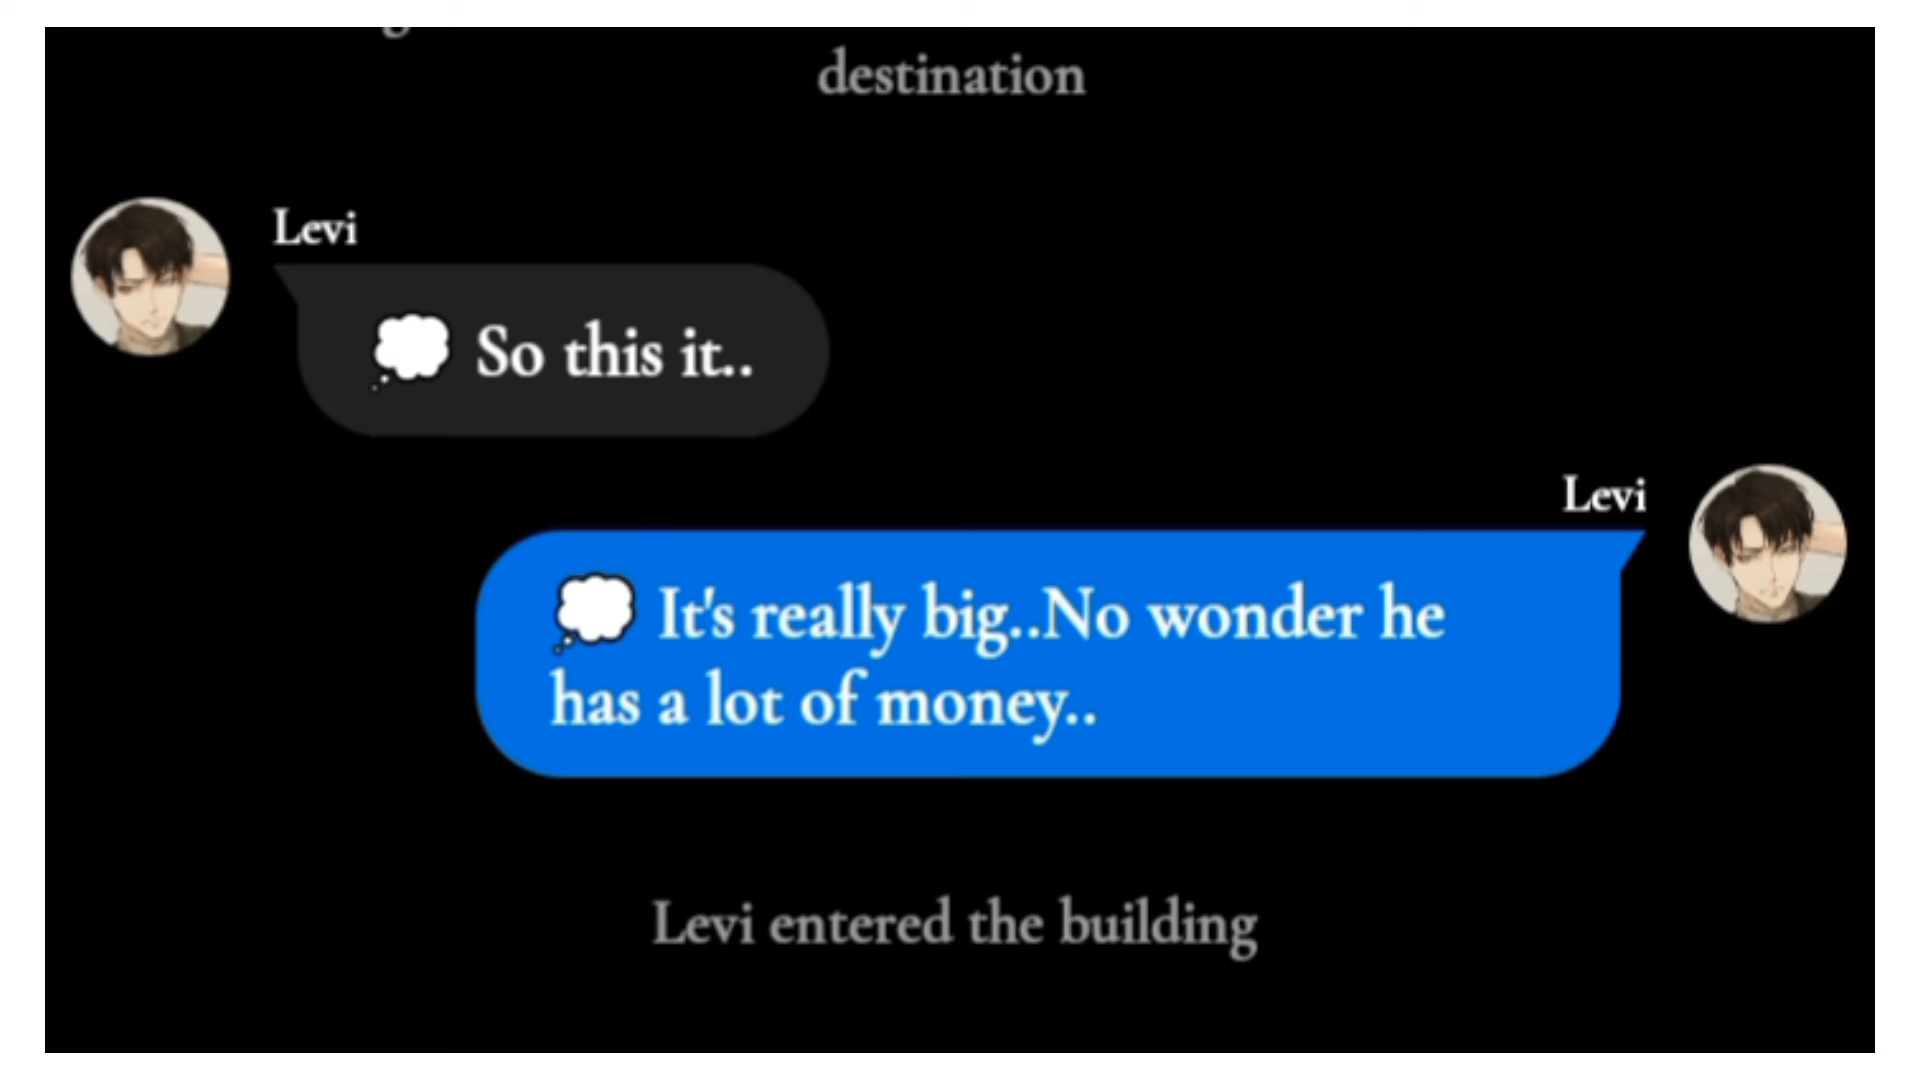 destination
Levi
💭 So this it..
Levi
💭 It's really big..No wonder he
has a lot of money..
Levi entered the building